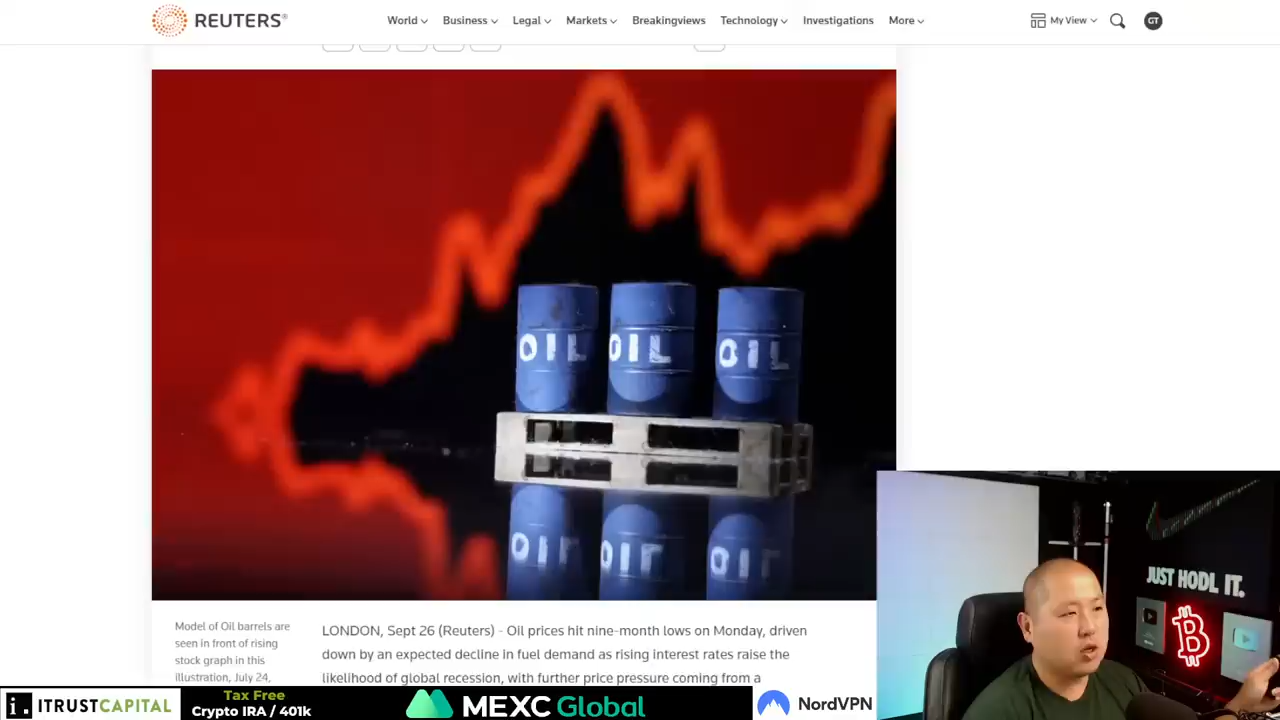 REUTERS®
World Business Legal Markets Breakingviews Technology Investigations More
My View
GT
OIL OIL OIL
OIL OIL OIL
Model of Oil barrels are
seen in front of rising
stock graph in this
illustration, July 24,
LONDON, Sept 26 (Reuters) - Oil prices hit nine-month lows on Monday, driven
down by an expected decline in fuel demand as rising interest rates raise the
likelihood of global recession, with further price pressure coming from a
JUST HODL IT.
i. ITRUSTCAPITAL
Tax Free
Crypto IRA / 401k
MEXC Global
NordVPN